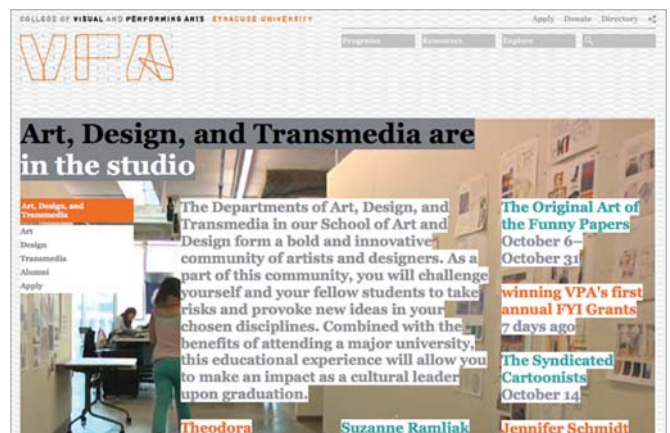 COLLEGE OF VISUAL AND PERFORMING ARTS SYRACUSE UNIVERSITY
Apply Donate Directory
VPA
Programs Resources Explore
Art, Design, and Transmedia are
in the studio
Art, Design, and
Transmedia
Art
Design
Transmedia
Alumni
Apply
The Departments of Art, Design, and
Transmedia in our School of Art and
Design form a bold and innovative
community of artists and designers. As a
part of this community, you will challenge
yourself and your fellow students to take
risks and provoke new ideas in your
chosen disciplines. Combined with the
benefits of attending a major university,
this educational experience will allow you
to make an impact as a cultural leader
upon graduation.
The Original Art of
the Funny Papers
October 6–
October 31
winning VPA's first
annual FYI Grants
7 days ago
The Syndicated
Cartoonists
October 14
Theodora
Suzanne Ramljak
Jennifer Schmidt